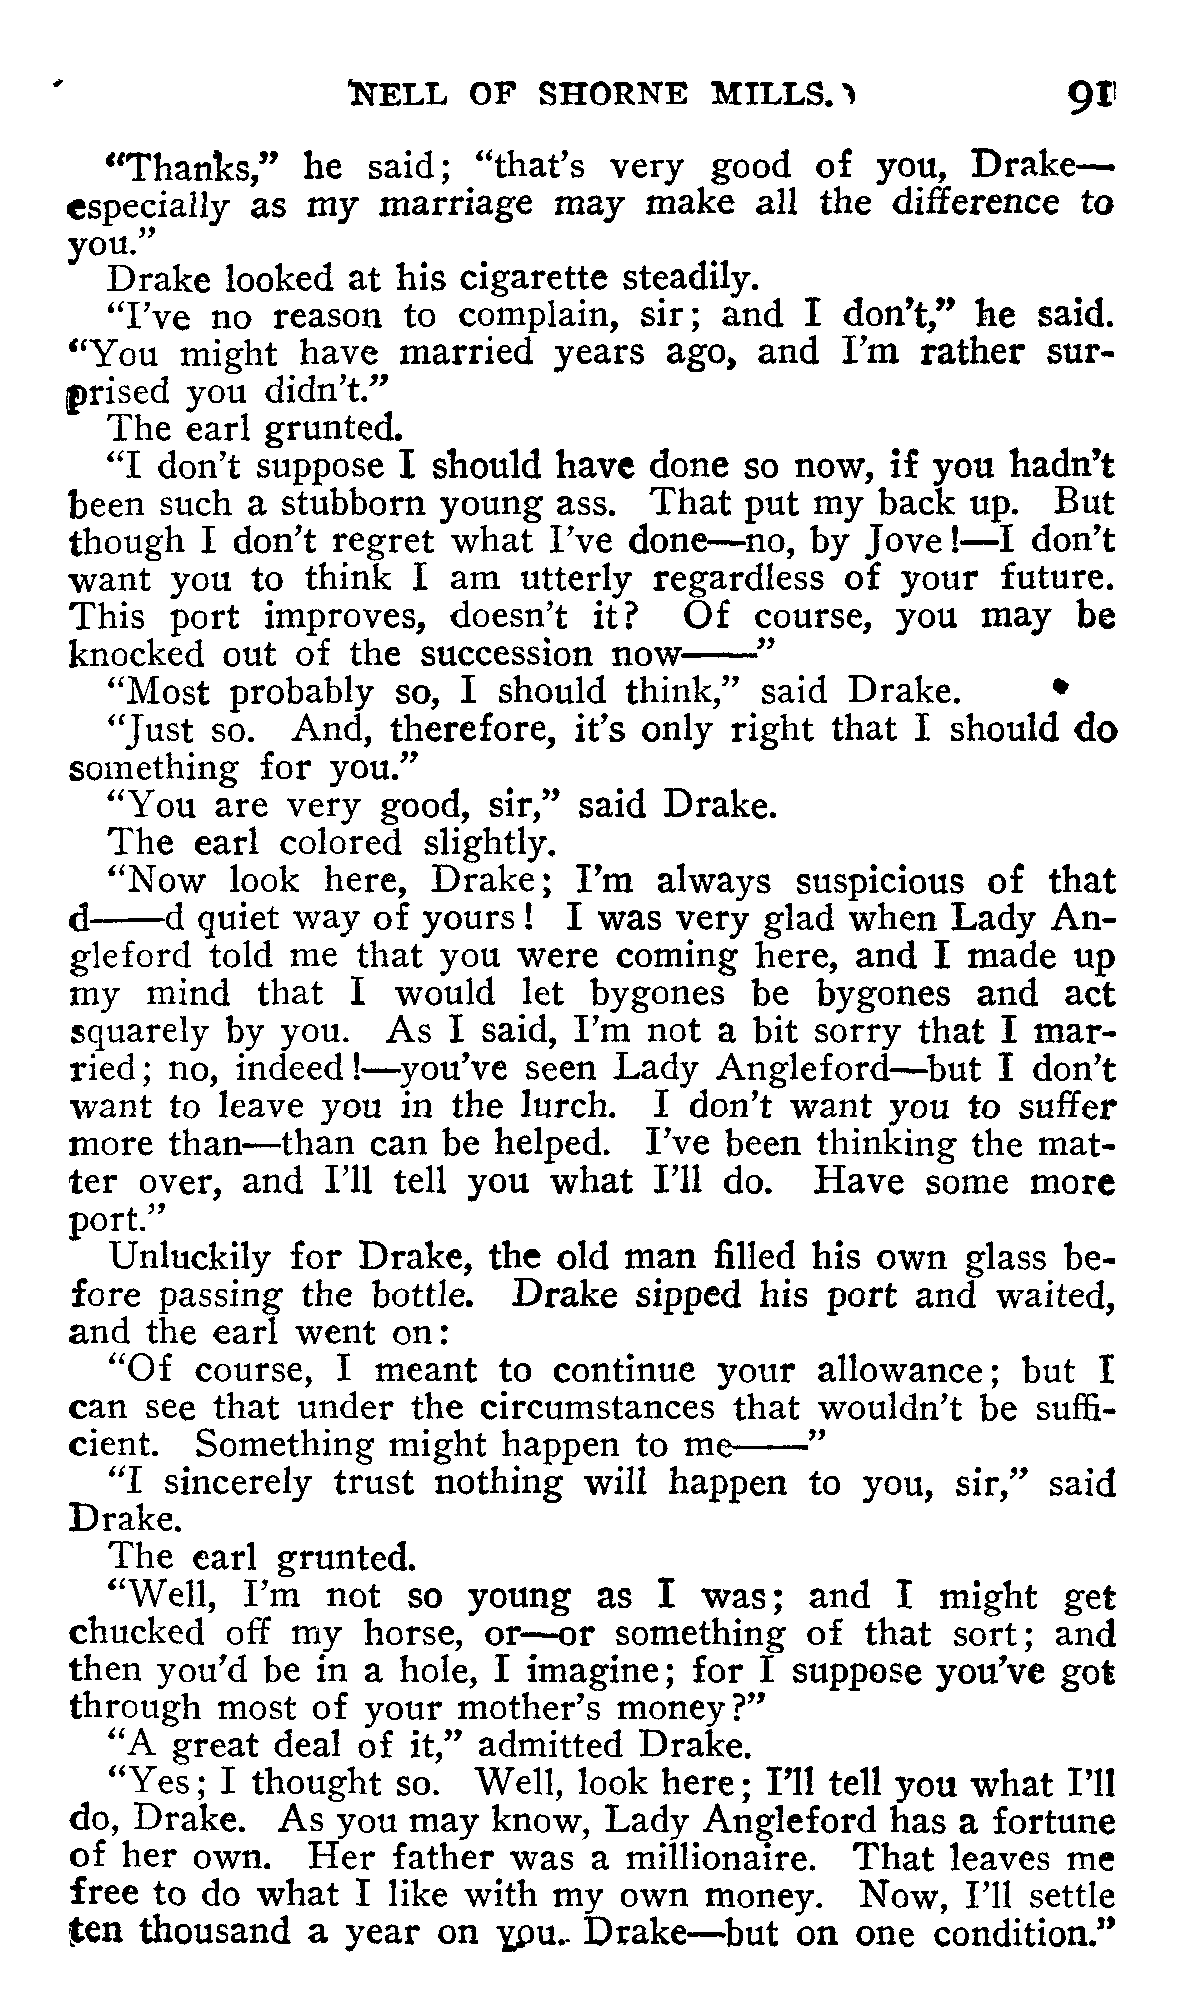 NELL OF SHORNE MILLS. 91
"Thanks," he said; "that's very good of you, Drake—
especially as my marriage may make all the difference to
you."
Drake looked at his cigarette steadily.
"I've no reason to complain, sir; and I don't," he said.
"You might have married years ago, and I'm rather sur-
prised you didn't."
The earl grunted.
"I don't suppose I should have done so now, if you hadn't
been such a stubborn young ass. That put my back up. But
though I don't regret what I've done—no, by Jove!—I don't
want you to think I am utterly regardless of your future.
This port improves, doesn't it? Of course, you may be
knocked out of the succession now——"
"Most probably so, I should think," said Drake.
"Just so. And, therefore, it's only right that I should do
something for you."
"You are very good, sir," said Drake.
The earl colored slightly.
"Now look here, Drake; I'm always suspicious of that
d——d quiet way of yours! I was very glad when Lady An-
gleford told me that you were coming here, and I made up
my mind that I would let bygones be bygones and act
squarely by you. As I said, I'm not a bit sorry that I mar-
ried; no, indeed!—you've seen Lady Angleford—but I don't
want to leave you in the lurch. I don't want you to suffer
more than—than can be helped. I've been thinking the mat-
ter over, and I'll tell you what I'll do. Have some more
port."
Unluckily for Drake, the old man filled his own glass be-
fore passing the bottle. Drake sipped his port and waited,
and the earl went on:
"Of course, I meant to continue your allowance; but I
can see that under the circumstances that wouldn't be suffi-
cient. Something might happen to me——"
"I sincerely trust nothing will happen to you, sir," said
Drake.
The earl grunted.
"Well, I'm not so young as I was; and I might get
chucked off my horse, or—or something of that sort; and
then you'd be in a hole, I imagine; for I suppose you've got
through most of your mother's money?"
"A great deal of it," admitted Drake.
"Yes; I thought so. Well, look here; I'll tell you what I'll
do, Drake. As you may know, Lady Angleford has a fortune
of her own. Her father was a millionaire. That leaves me
free to do what I like with my own money. Now, I'll settle
ten thousand a year on you. Drake—but on one condition."